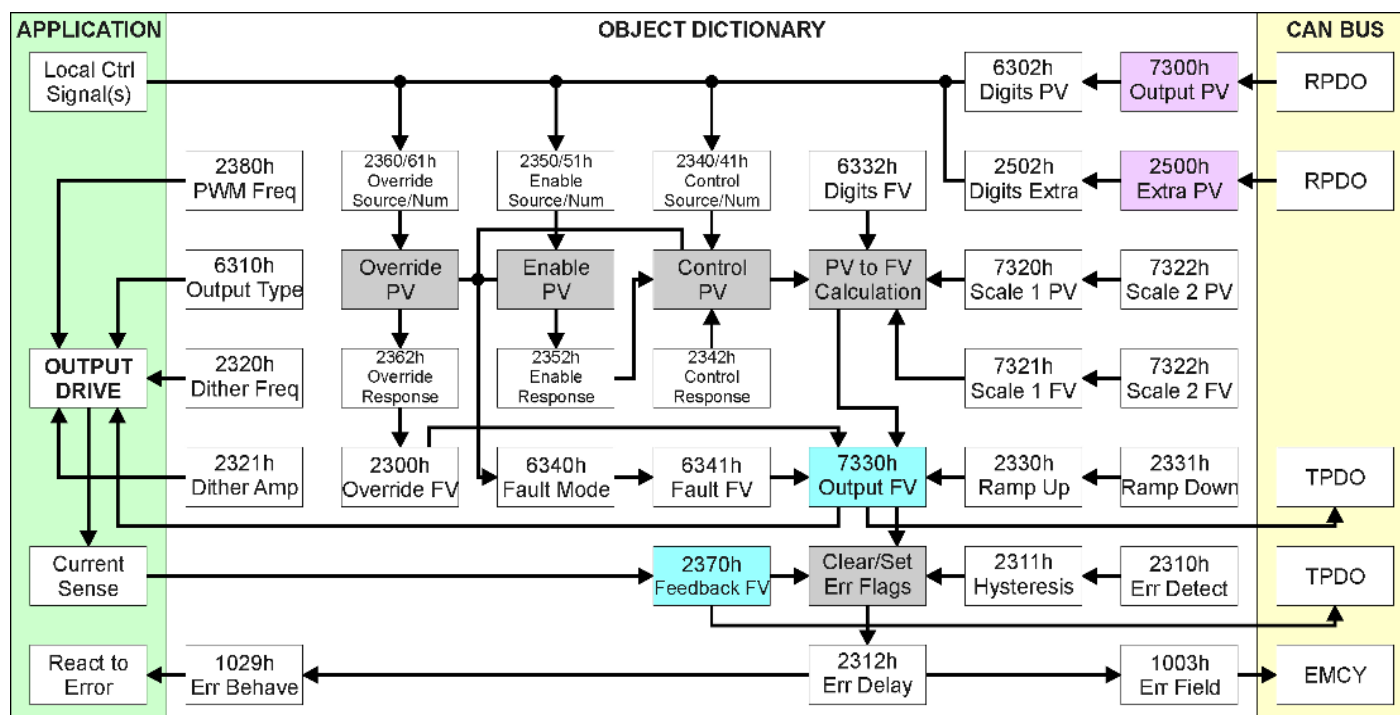 APPLICATION
OBJECT DICTIONARY
CAN BUS
Local Ctrl
Signal(s)
6302h
Digits PV
7300h
Output PV
RPDO
2380h
PWM Freq
2360/61h
Override
Source/Num
2350/51h
Enable
Source/Num
2340/41h
Control
Source/Num
6332h
Digits FV
2502h
Digits Extra
2500h
Extra PV
RPDO
6310h
Output Type
Override
PV
Enable
PV
Control
PV
PV to FV
Calculation
7320h
Scale 1 PV
7322h
Scale 2 PV
OUTPUT
DRIVE
2320h
Dither Freq
2362h
Override
Response
2352h
Enable
Response
2342h
Control
Response
7321h
Scale 1 FV
7322h
Scale 2 FV
2321h
Dither Amp
2300h
Override FV
6340h
Fault Mode
6341h
Fault FV
7330h
Output FV
2330h
Ramp Up
2331h
Ramp Down
TPDO
Current
Sense
2370h
Feedback FV
Clear/Set
Err Flags
2311h
Hysteresis
2310h
Err Detect
TPDO
React to
Error
1029h
Err Behave
2312h
Err Delay
1003h
Err Field
EMCY